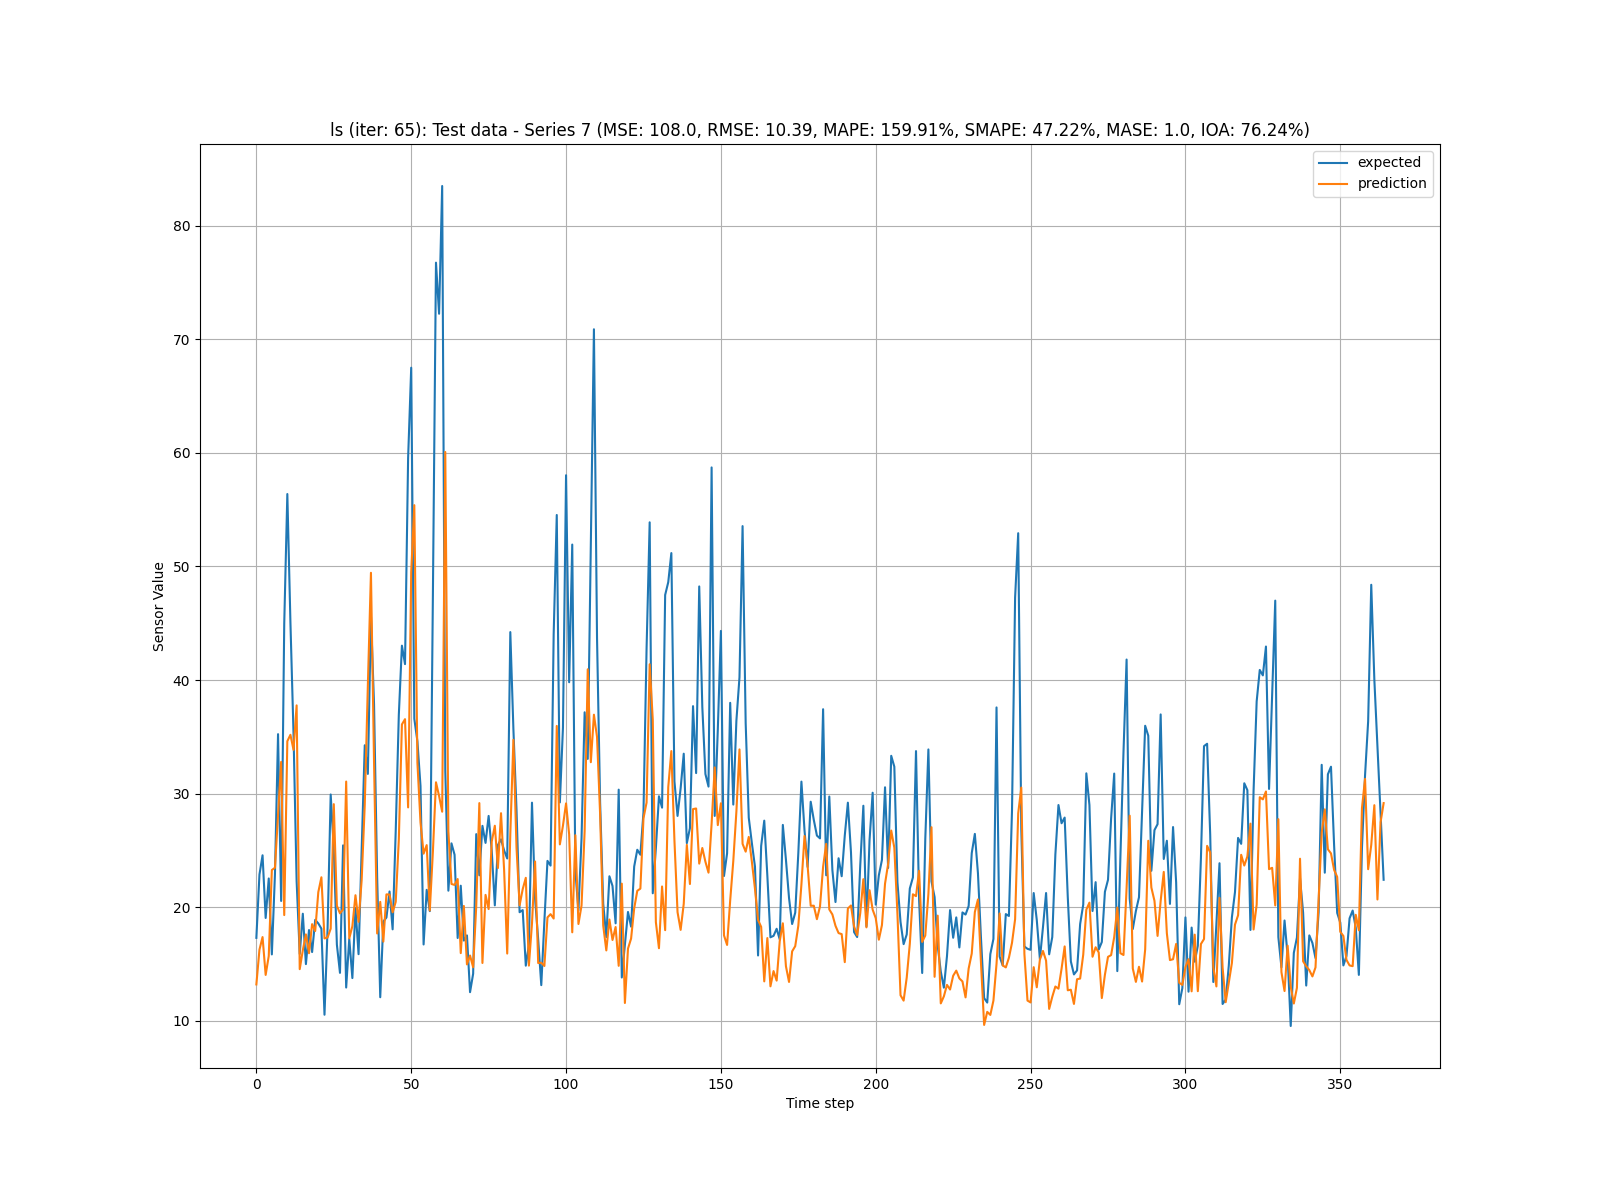 ls (iter: 65): Test data - Series 7 (MSE: 108.0, RMSE: 10.39, MAPE: 159.91%, SMAPE: 47.22%, MASE: 1.0, IOA: 76.24%)
expected
prediction
80
70
60
50
40
30
20
10
Sensor Value
0 50 100 150 200 250 300 350
Time step